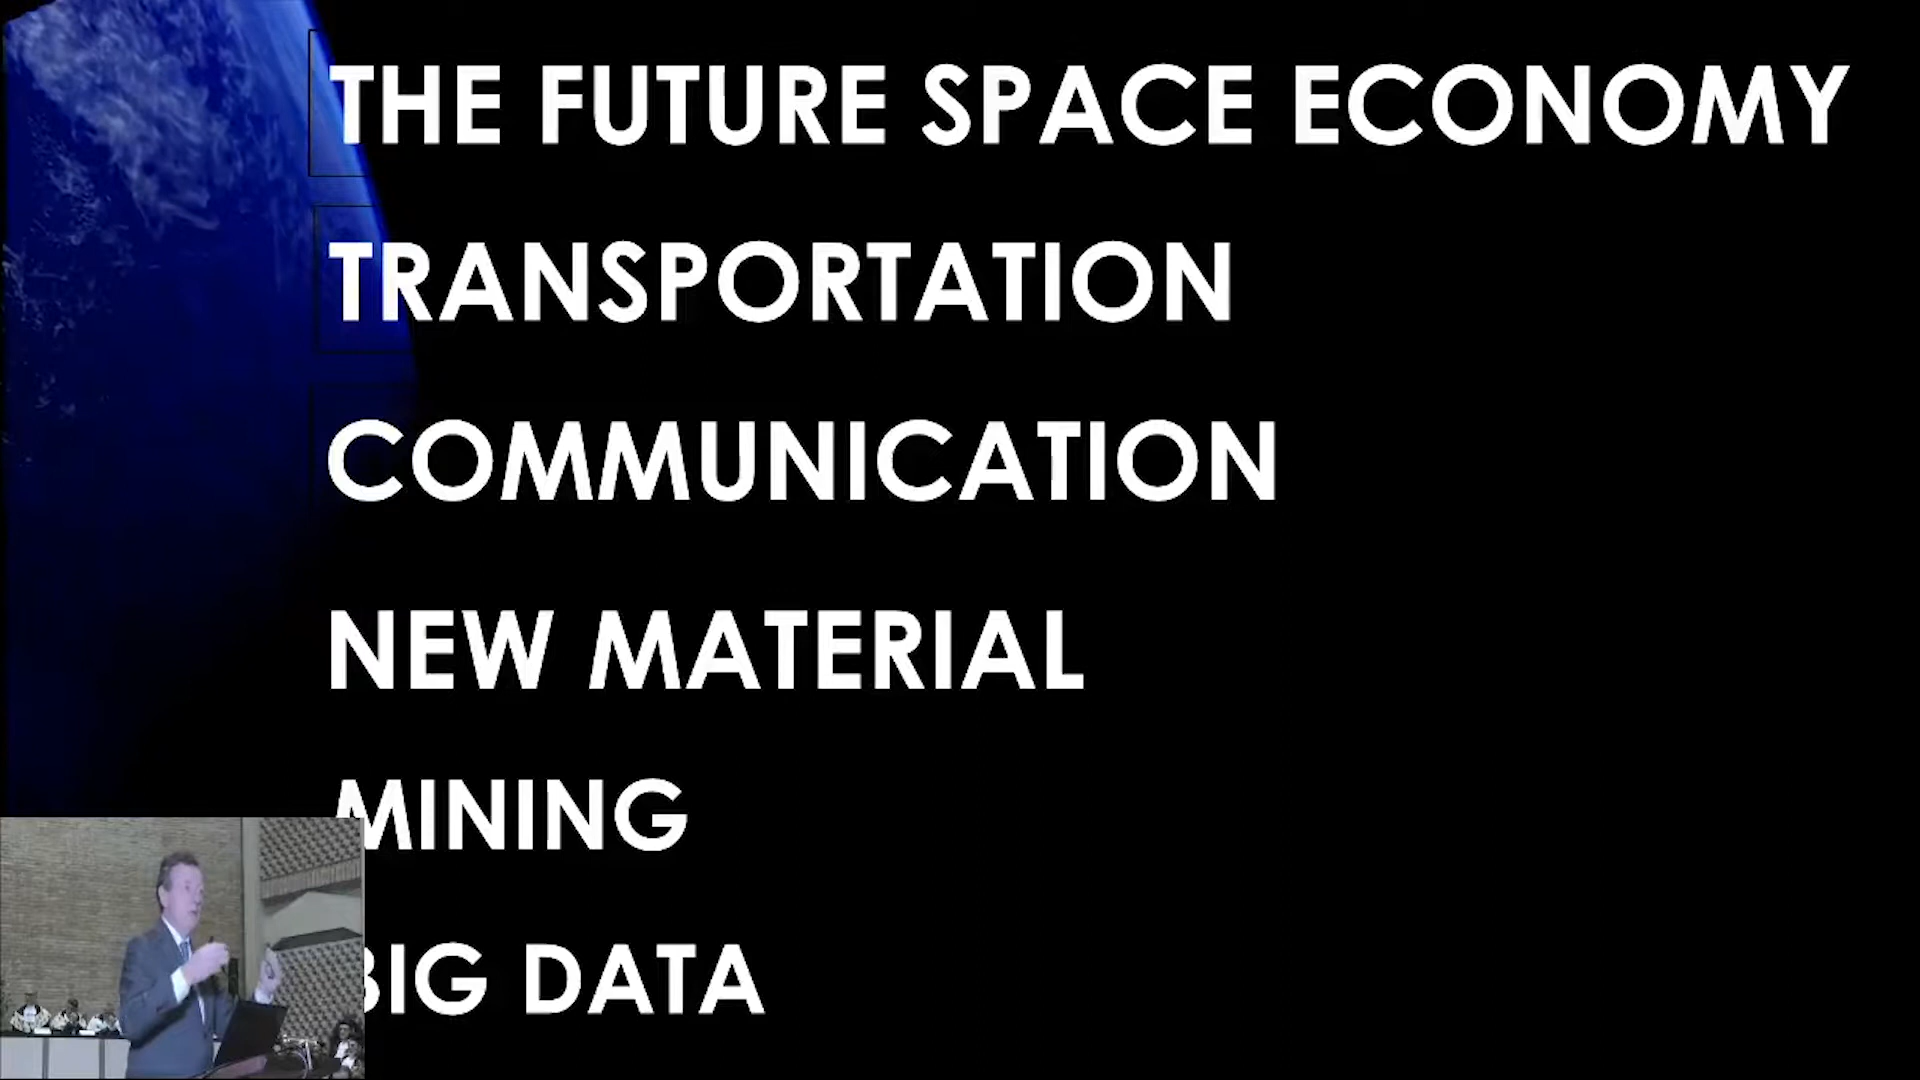 THE FUTURE SPACE ECONOMY
TRANSPORTATION
COMMUNICATION
NEW MATERIAL
MINING
BIG DATA